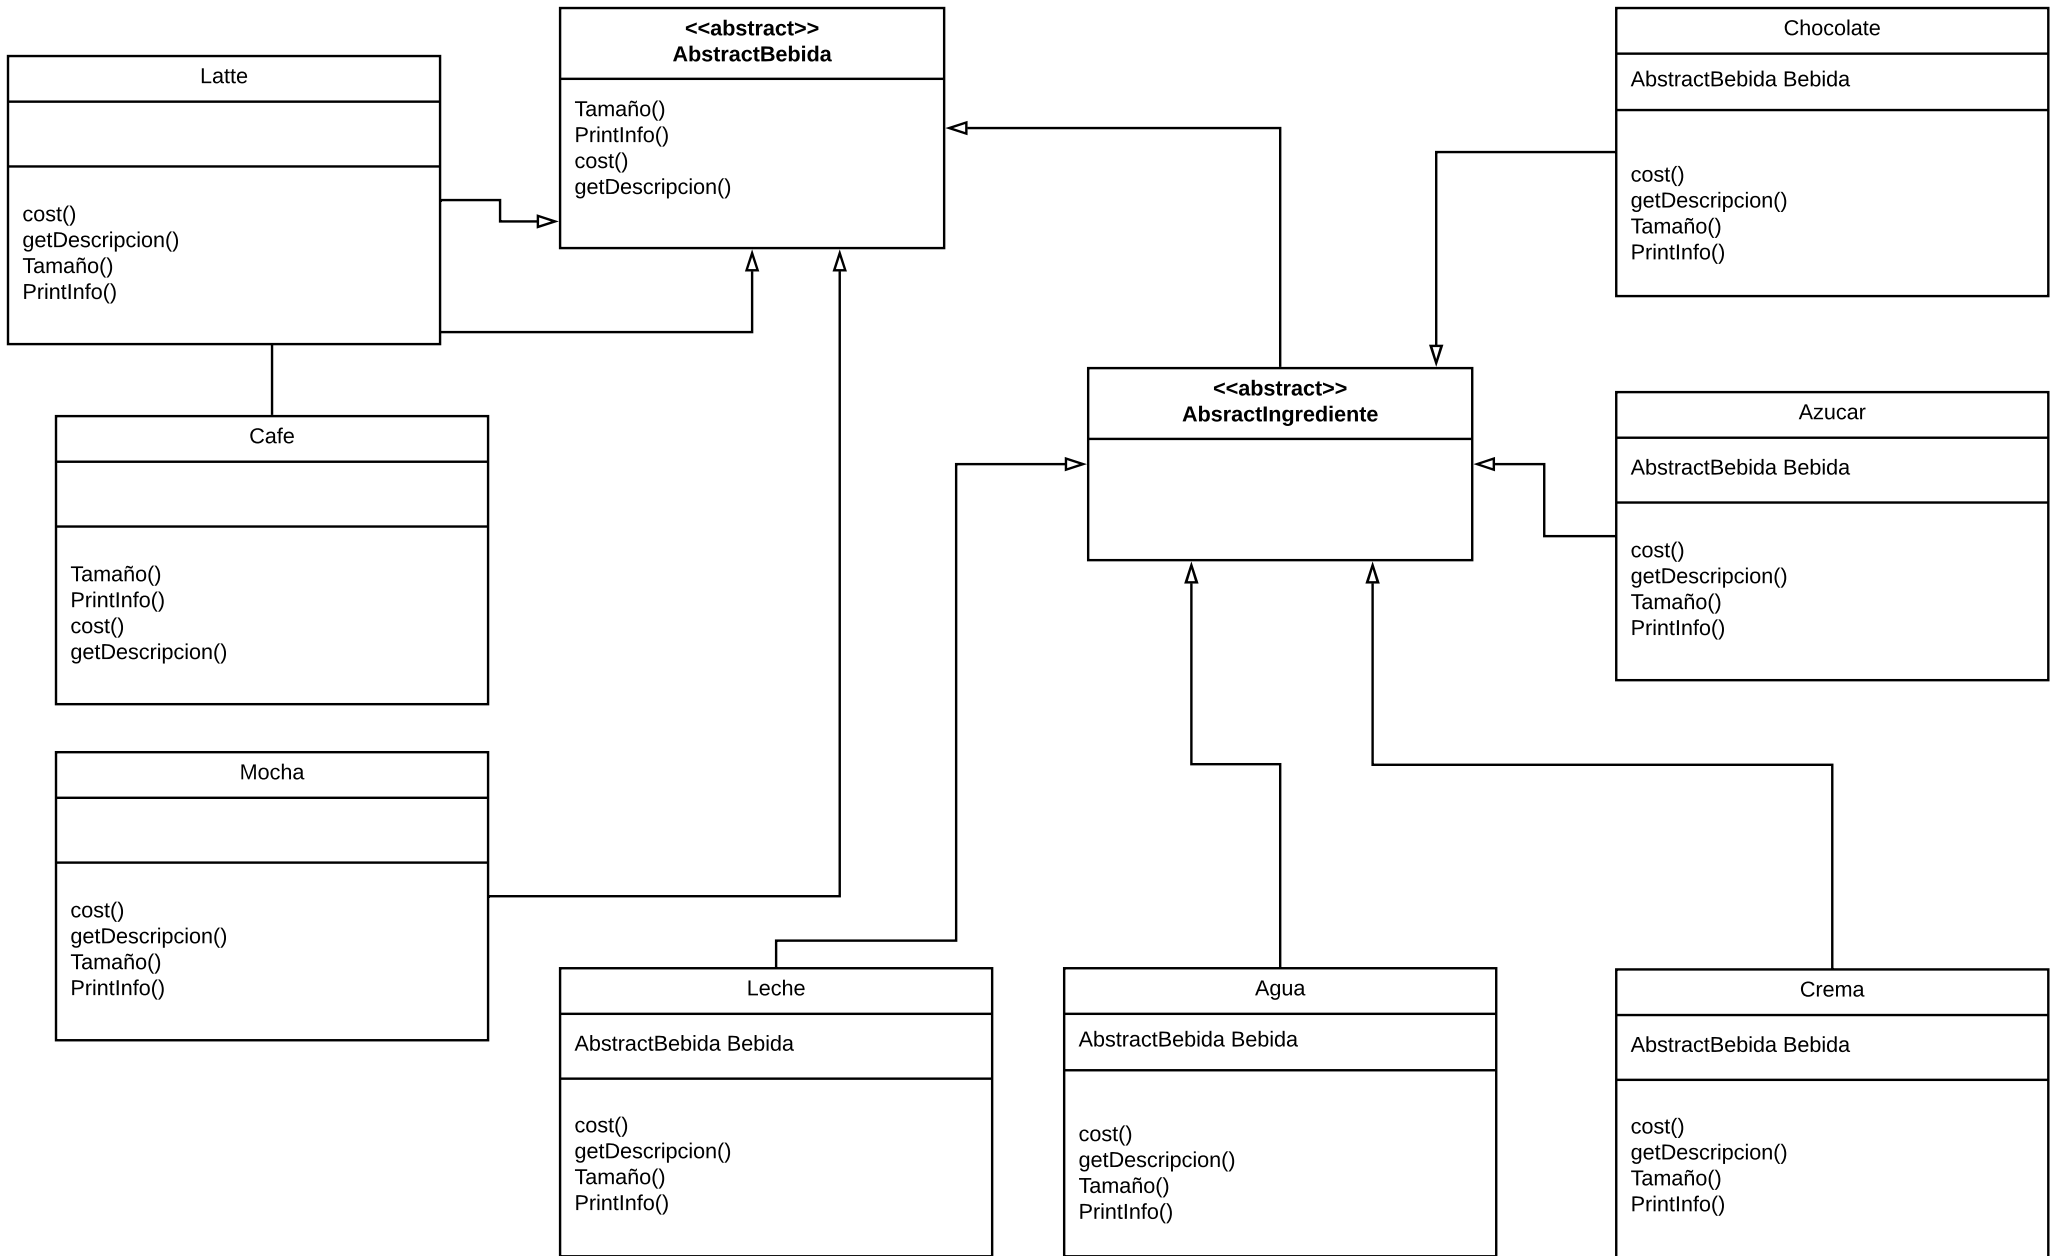 <<abstract>>
AbstractBebida
Tamaño()
PrintInfo()
cost()
getDescripcion()
Chocolate
AbstractBebida Bebida
cost()
getDescripcion()
Tamaño()
PrintInfo()
Latte
cost()
getDescripcion()
Tamaño()
PrintInfo()
<<abstract>>
AbsractIngrediente
Azucar
AbstractBebida Bebida
cost()
getDescripcion()
Tamaño()
PrintInfo()
Cafe
Tamaño()
PrintInfo()
cost()
getDescripcion()
Mocha
cost()
getDescripcion()
Tamaño()
PrintInfo()
Leche
AbstractBebida Bebida
cost()
getDescripcion()
Tamaño()
PrintInfo()
Agua
AbstractBebida Bebida
cost()
getDescripcion()
Tamaño()
PrintInfo()
Crema
AbstractBebida Bebida
cost()
getDescripcion()
Tamaño()
PrintInfo()